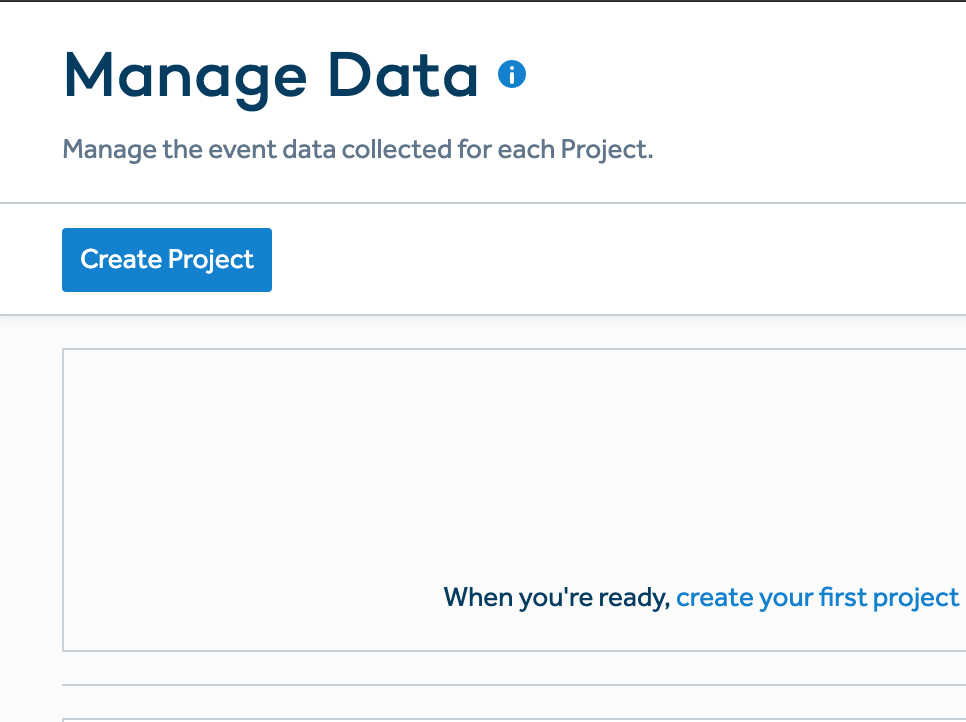 Manage Data
Manage the event data collected for each Project.
Create Project
When you're ready, create your first project